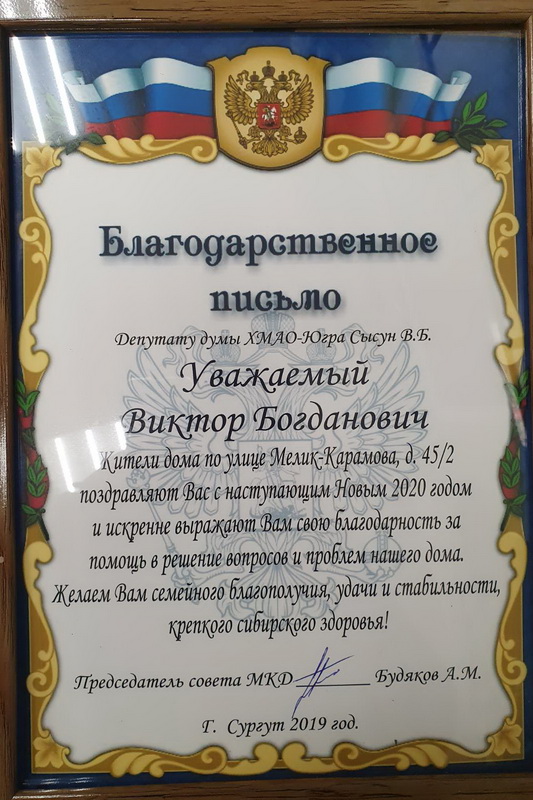 Благодарственное
письмо
Депутату думы ХМАО-Югра Сысун В.Б.
Уважаемый
Виктор Богданович
Жители дома по улице Мелик-Карамова, д. 45/2
поздравляют Вас с наступающим Новым 2020 годом
и искренне выражают Вам свою благодарность за
помощь в решение вопросов и проблем нашего дома.
Желаем Вам семейного благополучия, удачи и стабильности,
крепкого сибирского здоровья!
Председатель совета МКД ________ Будяков А.М.
Г. Сургут 2019 год.